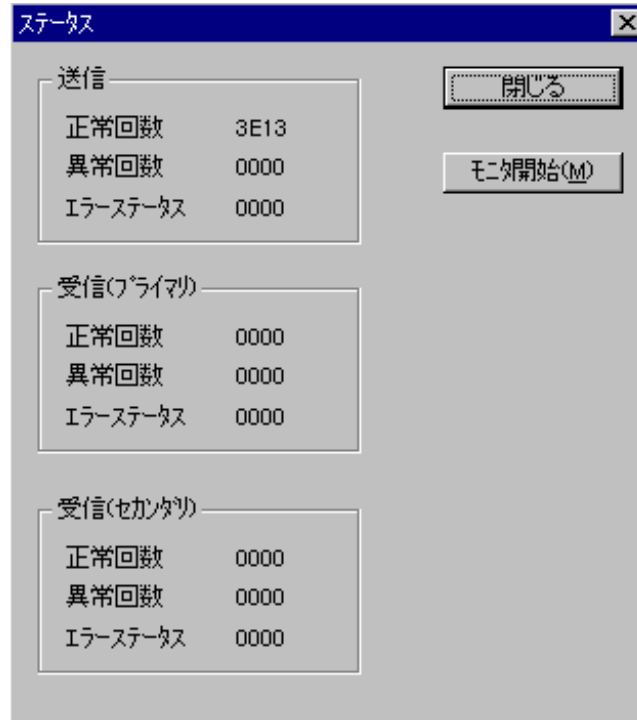 ステータス
送信
正常回数 3E13
異常回数 0000
エラーステータス 0000
閉じる
モニタ開始(M)
受信(プライマリ)
正常回数 0000
異常回数 0000
エラーステータス 0000
受信(セカンダリ)
正常回数 0000
異常回数 0000
エラーステータス 0000